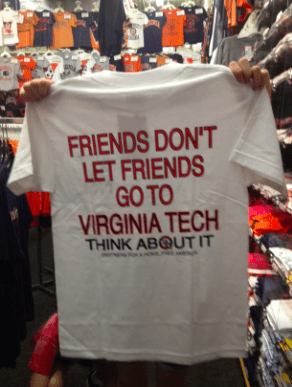 FRIENDS DON'T
LET FRIENDS
GO TO
VIRGINIA TECH
THINK ABOUT IT